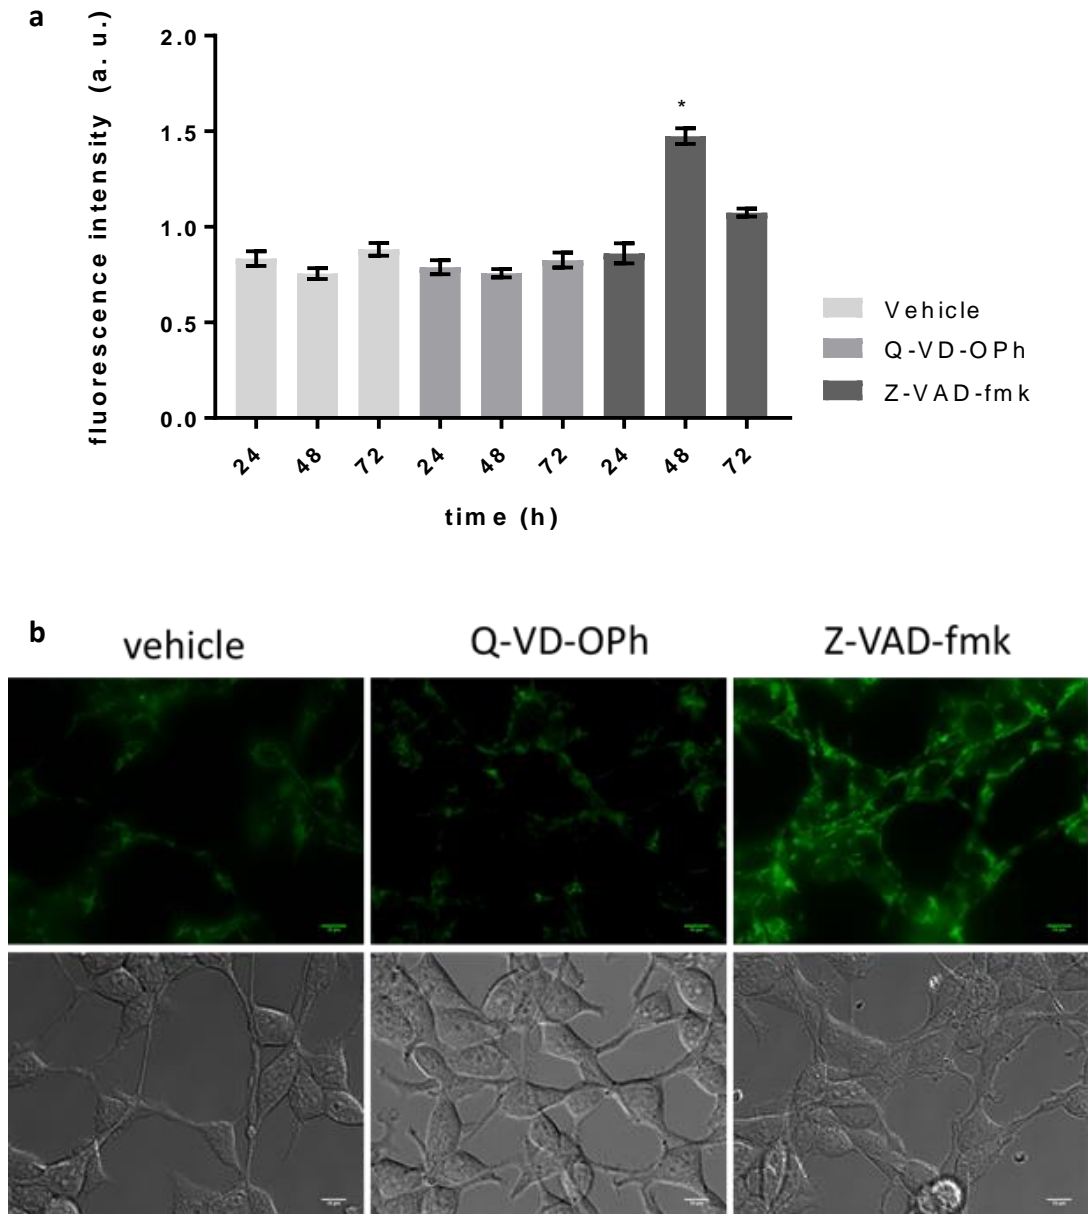 a
fluorescence intensity (a. u.)
2.0
1.5
1.0
0.5
0.0
*
24 48 72 24 48 72 24 48 72
time (h)
Vehicle
Q-VD-OPh
Z-VAD-fmk
b
vehicle Q-VD-OPh Z-VAD-fmk